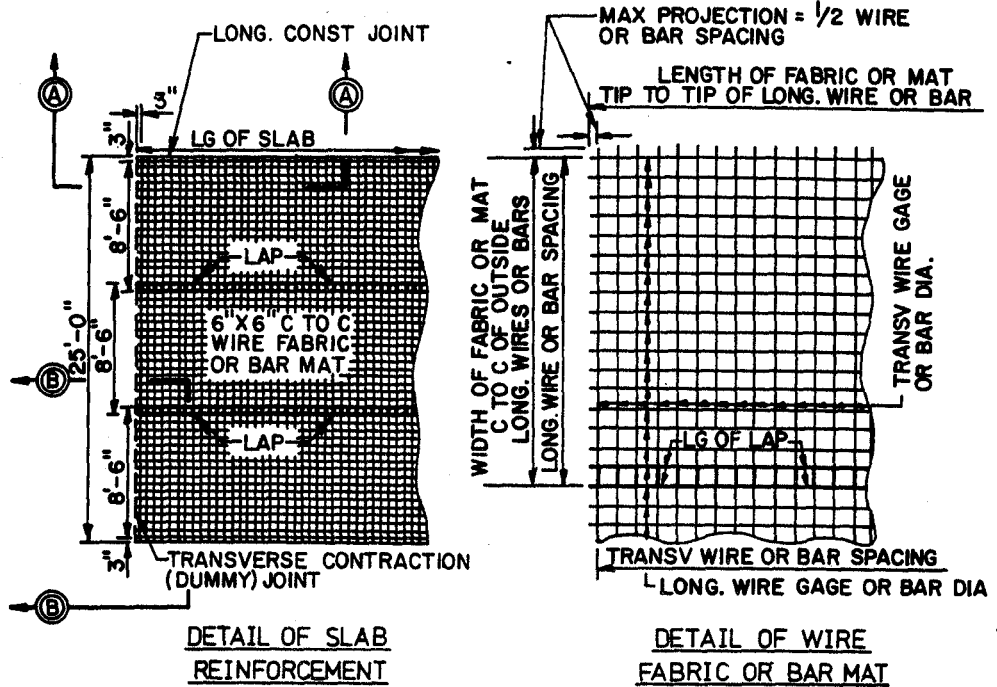 LONG. CONST JOINT
A
A
3"
3"
LG OF SLAB
25'-0"
8'-6"
8'-6"
8'-6"
3"
LAP
6"X6" C TO C
WIRE FABRIC
OR BAR MAT
LAP
B
B
TRANSVERSE CONTRACTION
(DUMMY) JOINT
DETAIL OF SLAB
REINFORCEMENT
MAX PROJECTION = 1/2 WIRE
OR BAR SPACING
LENGTH OF FABRIC OR MAT
TIP TO TIP OF LONG. WIRE OR BAR
WIDTH OF FABRIC OR MAT
C TO C OF OUTSIDE
LONG. WIRES OR BARS
LONG. WIRE OR BAR SPACING
TRANSV WIRE GAGE
OR BAR DIA.
LG OF LAP
TRANSV WIRE OR BAR SPACING
LONG. WIRE GAGE OR BAR DIA
DETAIL OF WIRE
FABRIC OR BAR MAT